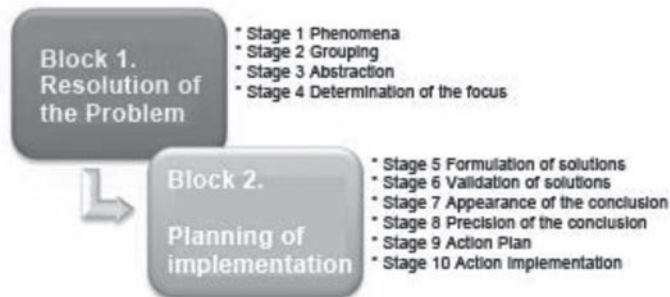 Block 1.
Resolution of
the Problem
* Stage 1 Phenomena
* Stage 2 Grouping
* Stage 3 Abstraction
* Stage 4 Determination of the focus
Block 2.
Planning of
implementation
* Stage 5 Formulation of solutions
* Stage 6 Validation of solutions
* Stage 7 Appearance of the conclusion
* Stage 8 Precision of the conclusion
* Stage 9 Action Plan
* Stage 10 Action Implementation